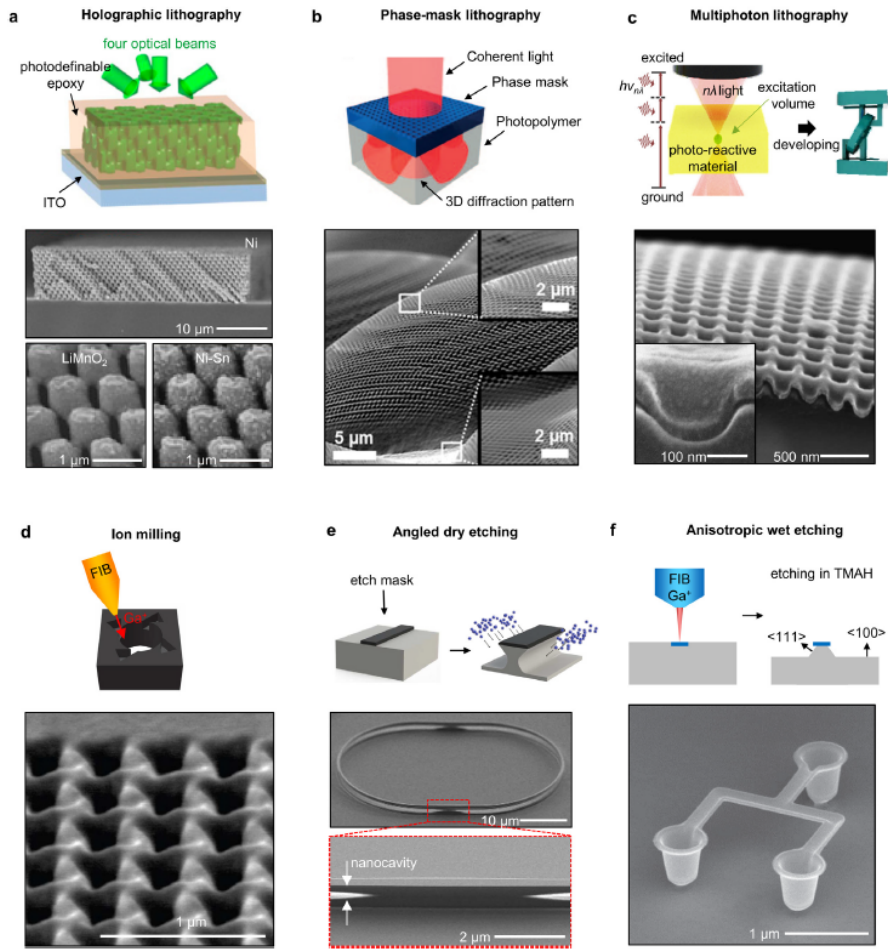 a
Holographic lithography
four optical beams
photodefinable
epoxy
ITO
Ni
10 µm
LiMnO2
Ni-Sn
1 µm
1 µm
b
Phase-mask lithography
Coherent light
Phase mask
Photopolymer
3D diffraction pattern
2 µm
5 µm
2 µm
c
Multiphoton lithography
excited
hνnλ
nλ light
excitation
volume
photo-reactive
material
developing
ground
100 nm
500 nm
d
Ion milling
FIB
Ga+
1 µm
e
Angled dry etching
etch mask
10 µm
nanocavity
2 µm
f
Anisotropic wet etching
FIB
Ga+
etching in TMAH
<111>
<100>
1 µm